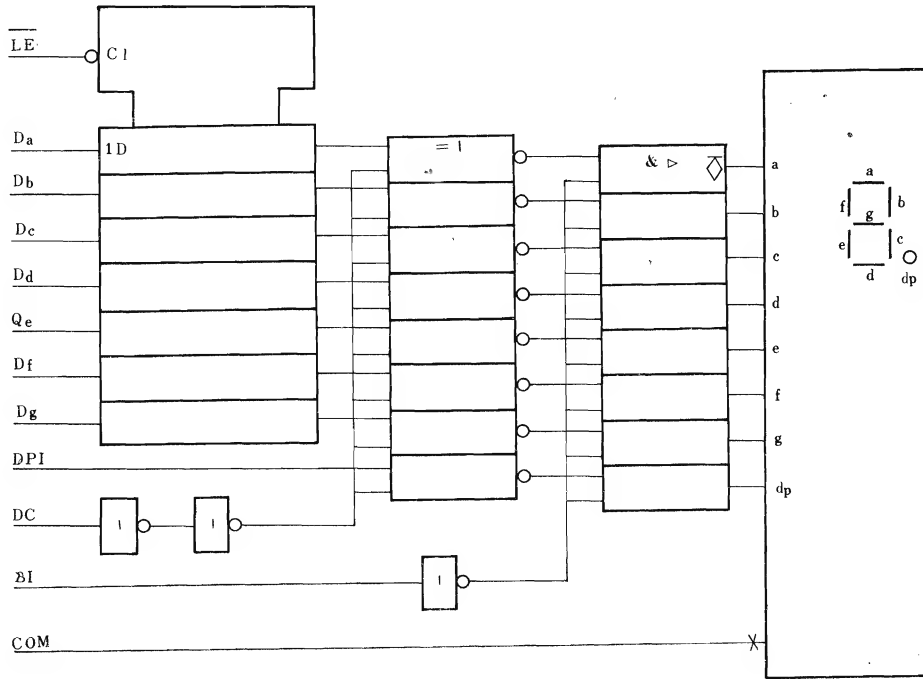 LE
C1
Da
1D
= 1
& ▷
a
Db
b
Dc
c
Dd
d
Qe
e
Df
f
Dg
g
DPI
dp
DC
1
1
BI
1
COM
a
f
b
g
e
c
d
dp